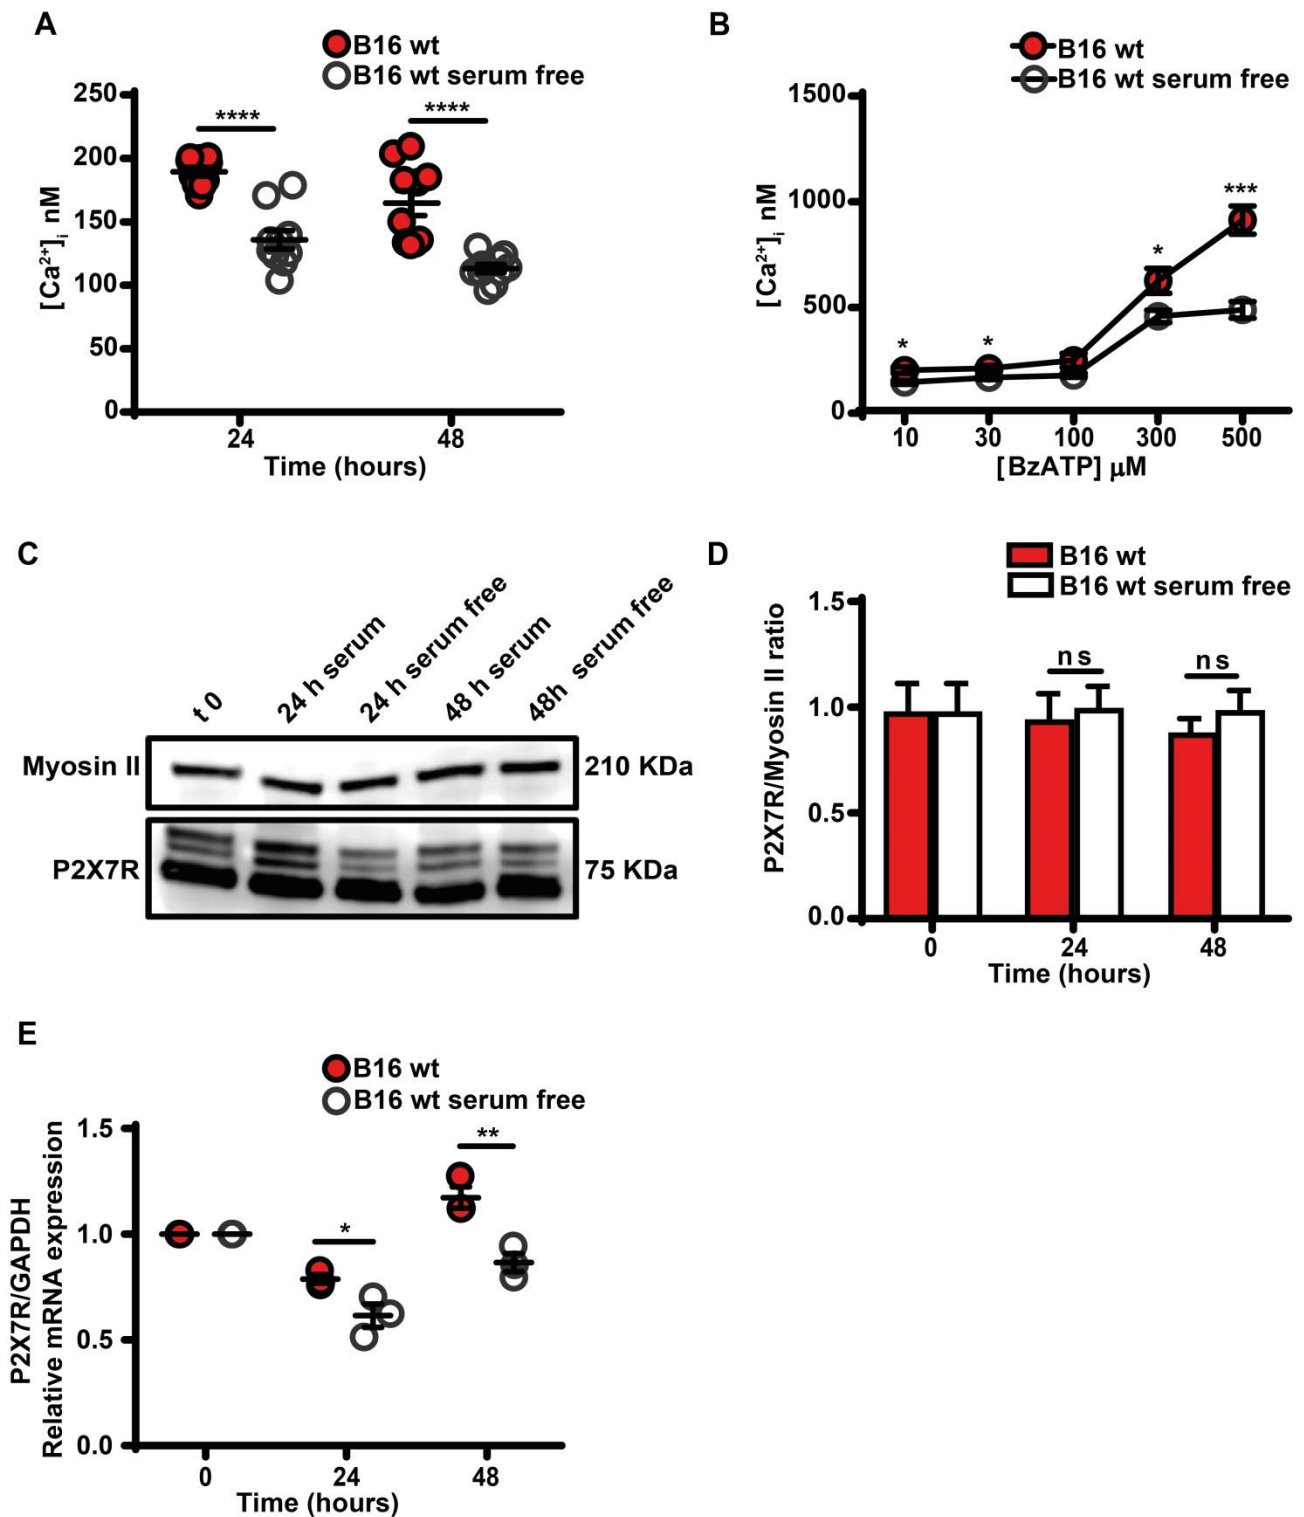 A
B16 wt
B16 wt serum free
250
200
150
100
50
0
[Ca²⁺]ᵢ nM
****
****
24
48
Time (hours)
B
B16 wt
B16 wt serum free
1500
1000
500
0
[Ca²⁺]ᵢ nM
*
*
*
***
10
30
100
300
500
[BzATP] μM
C
t 0
24 h serum
24 h serum free
48 h serum
48h serum free
Myosin II
210 KDa
P2X7R
75 KDa
D
B16 wt
B16 wt serum free
1.5
1.0
0.5
0.0
P2X7R/Myosin II ratio
ns
ns
0
24
48
Time (hours)
E
B16 wt
B16 wt serum free
1.5
1.0
0.5
0.0
P2X7R/GAPDH
Relative mRNA expression
*
**
0
24
48
Time (hours)